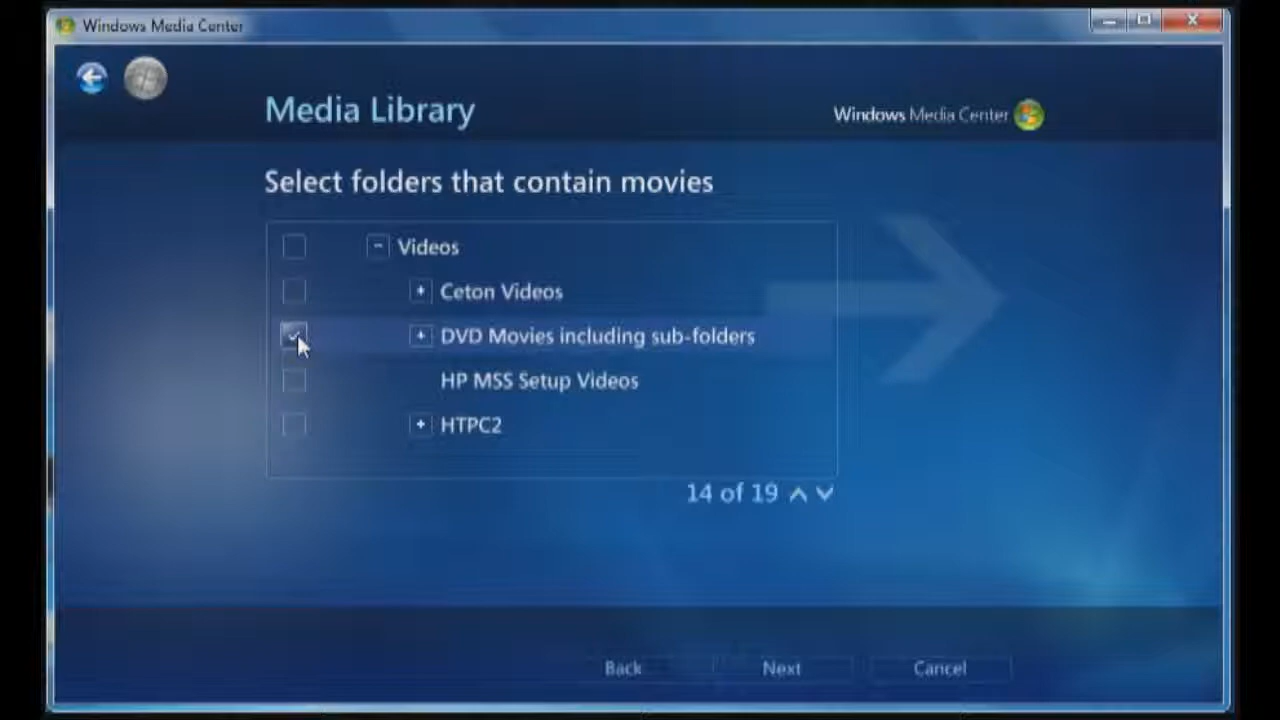 Windows Media Center
Media Library
Windows Media Center
Select folders that contain movies
Videos
Ceton Videos
DVD Movies including sub-folders
HP MSS Setup Videos
HTPC2
14 of 19
Back Next Cancel